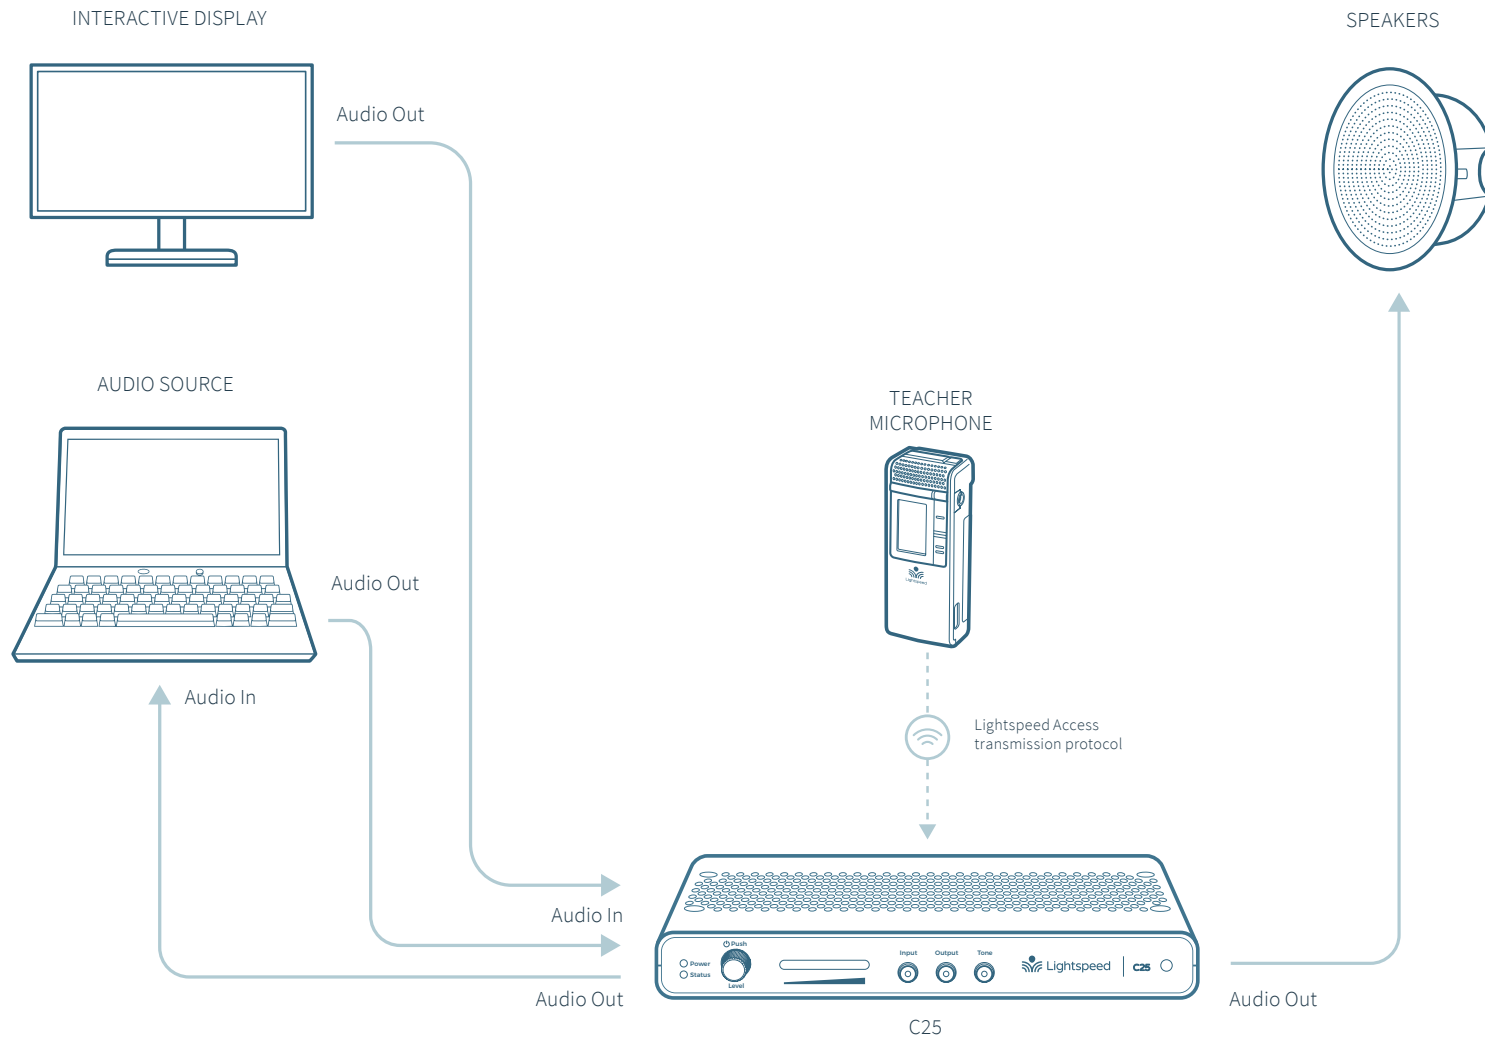 INTERACTIVE DISPLAY
SPEAKERS
Audio Out
AUDIO SOURCE
TEACHER
MICROPHONE
Lightspeed
Audio Out
Audio In
Lightspeed Access
transmission protocol
Audio In
Push
Power
Status
Level
Input
Output
Tone
Lightspeed
C25
Audio Out
Audio Out
C25